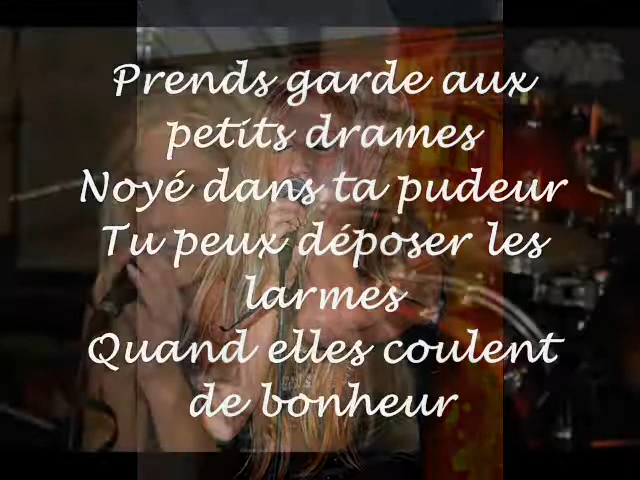 Prends garde aux
petits drames
Noyé dans ta pudeur
Tu peux déposer les
larmes
Quand elles coulent
de bonheur